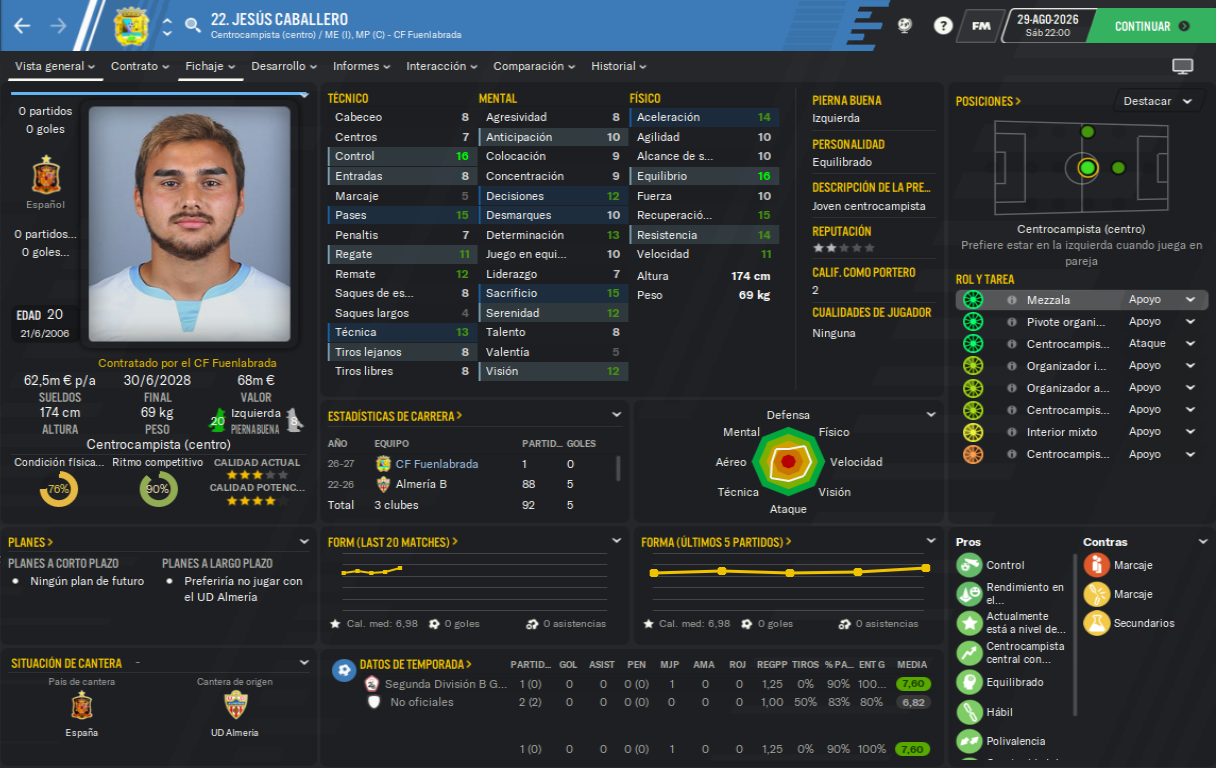 22. JESÚS CABALLERO
Centrocampista (centro) / ME (I), MP (C) - CF Fuenlabrada
?
FM
29-AGO-2026
Sáb 22:00
CONTINUAR
Vista general
Contrato
Fichaje
Desarrollo
Informes
Interacción
Comparación
Historial
0 partidos
0 goles
Español
0 partidos...
0 goles...
EDAD 20
21/6/2006
Contratado por el CF Fuenlabrada
62,5m € p/a 30/6/2028 68m €
SUELDOS FINAL VALOR
174 cm 69 kg 20 Izquierda 8
ALTURA PESO PIERNA BUENA
Centrocampista (centro)
Condición física... Ritmo competitivo CALIDAD ACTUAL
76% 90%
CALIDAD POTENC...
TÉCNICO
Cabeceo 8
Centros 7
Control 16
Entradas 8
Marcaje 5
Pases 15
Penaltis 7
Regate 11
Remate 12
Saques de es... 8
Saques largos 4
Técnica 13
Tiros lejanos 8
Tiros libres 8
MENTAL
Agresividad 8
Anticipación 10
Colocación 9
Concentración 9
Decisiones 12
Desmarques 10
Determinación 13
Juego en equi... 10
Liderazgo 7
Sacrificio 15
Serenidad 12
Talento 8
Valentía 5
Visión 12
FÍSICO
Aceleración 14
Agilidad 10
Alcance de s... 10
Equilibrio 16
Fuerza 10
Recuperació... 15
Resistencia 14
Velocidad 11
Altura 174 cm
Peso 69 kg
PIERNA BUENA
Izquierda
PERSONALIDAD
Equilibrado
DESCRIPCIÓN DE LA PRE...
Joven centrocampista
REPUTACIÓN
CALIF. COMO PORTERO
2
CUALIDADES DE JUGADOR
Ninguna
POSICIONES >
Destacar
Centrocampista (centro)
Prefiere estar en la izquierda cuando juega en
pareja
ROL Y TAREA
Mezzala Apoyo
Pivote organi... Apoyo
Centrocampis... Ataque
Organizador i... Apoyo
Organizador a... Apoyo
Centrocampis... Apoyo
Interior mixto Apoyo
Centrocampis... Apoyo
ESTADÍSTICAS DE CARRERA >
AÑO EQUIPO PARTID... GOLES
26-27 CF Fuenlabrada 1 0
22-26 Almería B 88 5
Total 3 clubes 92 5
Defensa
Mental Físico
Aéreo Velocidad
Técnica Visión
Ataque
PLANES >
PLANES A CORTO PLAZO
• Ningún plan de futuro
PLANES A LARGO PLAZO
• Preferiría no jugar con
el UD Almería
FORM (LAST 20 MATCHES) >
Cal. med: 6,98 0 goles 0 asistencias
FORMA (ÚLTIMOS 5 PARTIDOS) >
Cal. med: 6,98 0 goles 0 asistencias
Pros
Control
Rendimiento en
el...
Actualmente
está a nivel de...
Centrocampista
central con...
Equilibrado
Hábil
Polivalencia
Contras
Marcaje
Marcaje
Secundarios
SITUACIÓN DE CANTERA -
País de cantera Cantera de origen
España UD Almería
DATOS DE TEMPORADA > PARTID... GOL ASIST PEN MJP AMA ROJ REGPP TIROS % PA... ENT G MEDIA
Segunda División B G... 1 (0) 0 0 0 (0) 1 0 0 1,25 0% 90% 100... 7,60
No oficiales 2 (2) 0 0 0 (0) 0 0 0 1,00 50% 83% 80% 6,82
1 (0) 0 0 0 (0) 1 0 0 1,25 0% 90% 100% 7,60